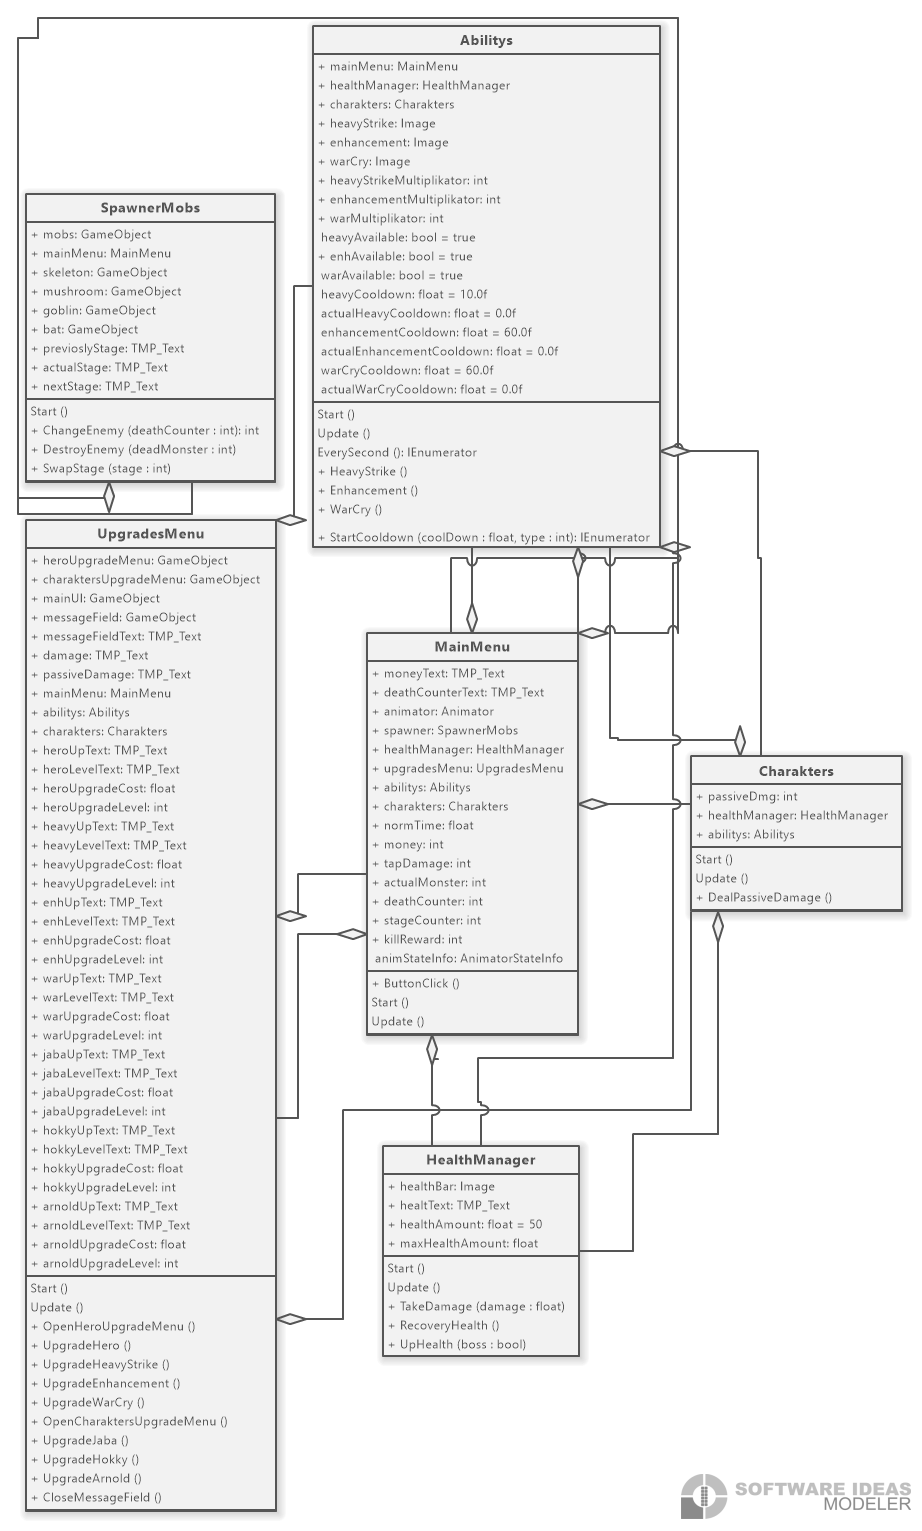 Abilitys
+ mainMenu: MainMenu
+ healthManager: HealthManager
+ charakters: Charakters
+ heavyStrike: Image
+ enhancement: Image
+ warCry: Image
+ heavyStrikeMultiplikator: int
+ enhancementMultiplikator: int
+ warMultiplikator: int
heavyAvailable: bool = true
+ enhAvailable: bool = true
warAvailable: bool = true
heavyCooldown: float = 10.0f
actualHeavyCooldown: float = 0.0f
enhancementCooldown: float = 60.0f
actualEnhancementCooldown: float = 0.0f
warCryCooldown: float = 60.0f
actualWarCryCooldown: float = 0.0f
Start ()
Update ()
EverySecond (): IEnumerator
+ HeavyStrike ()
+ Enhancement ()
+ WarCry ()
+ StartCooldown (coolDown : float, type : int): IEnumerator
SpawnerMobs
+ mobs: GameObject
+ mainMenu: MainMenu
+ skeleton: GameObject
+ mushroom: GameObject
+ goblin: GameObject
+ bat: GameObject
+ previoslyStage: TMP_Text
+ actualStage: TMP_Text
+ nextStage: TMP_Text
Start ()
+ ChangeEnemy (deathCounter : int): int
+ DestroyEnemy (deadMonster : int)
+ SwapStage (stage : int)
UpgradesMenu
+ heroUpgradeMenu: GameObject
+ charaktersUpgradeMenu: GameObject
+ mainUI: GameObject
+ messageField: GameObject
+ messageFieldText: TMP_Text
+ damage: TMP_Text
+ passiveDamage: TMP_Text
+ mainMenu: MainMenu
+ abilitys: Abilitys
+ charakters: Charakters
+ heroUpText: TMP_Text
+ heroLevelText: TMP_Text
+ heroUpgradeCost: float
+ heroUpgradeLevel: int
+ heavyUpText: TMP_Text
+ heavyLevelText: TMP_Text
+ heavyUpgradeCost: float
+ heavyUpgradeLevel: int
+ enhUpText: TMP_Text
+ enhLevelText: TMP_Text
+ enhUpgradeCost: float
+ enhUpgradeLevel: int
+ warUpText: TMP_Text
+ warLevelText: TMP_Text
+ warUpgradeCost: float
+ warUpgradeLevel: int
+ jabaUpText: TMP_Text
+ jabaLevelText: TMP_Text
+ jabaUpgradeCost: float
+ jabaUpgradeLevel: int
+ hokkyUpText: TMP_Text
+ hokkyLevelText: TMP_Text
+ hokkyUpgradeCost: float
+ hokkyUpgradeLevel: int
+ arnoldUpText: TMP_Text
+ arnoldLevelText: TMP_Text
+ arnoldUpgradeCost: float
+ arnoldUpgradeLevel: int
Start ()
Update ()
+ OpenHeroUpgradeMenu ()
+ UpgradeHero ()
+ UpgradeHeavyStrike ()
+ UpgradeEnhancement ()
+ UpgradeWarCry ()
+ OpenCharaktersUpgradeMenu ()
+ UpgradeJaba ()
+ UpgradeHokky ()
+ UpgradeArnold ()
+ CloseMessageField ()
MainMenu
+ moneyText: TMP_Text
+ deathCounterText: TMP_Text
+ animator: Animator
+ spawner: SpawnerMobs
+ healthManager: HealthManager
+ upgradesMenu: UpgradesMenu
+ abilitys: Abilitys
+ charakters: Charakters
+ normTime: float
+ money: int
+ tapDamage: int
+ actualMonster: int
+ deathCounter: int
+ stageCounter: int
+ killReward: int
animStateInfo: AnimatorStateInfo
+ ButtonClick ()
Start ()
Update ()
Charakters
+ passiveDmg: int
+ healthManager: HealthManager
+ abilitys: Abilitys
Start ()
Update ()
+ DealPassiveDamage ()
HealthManager
+ healthBar: Image
+ healtText: TMP_Text
+ healthAmount: float = 50
+ maxHealthAmount: float
Start ()
Update ()
+ TakeDamage (damage : float)
+ RecoveryHealth ()
+ UpHealth (boss : bool)
SOFTWARE IDEAS
MODELER